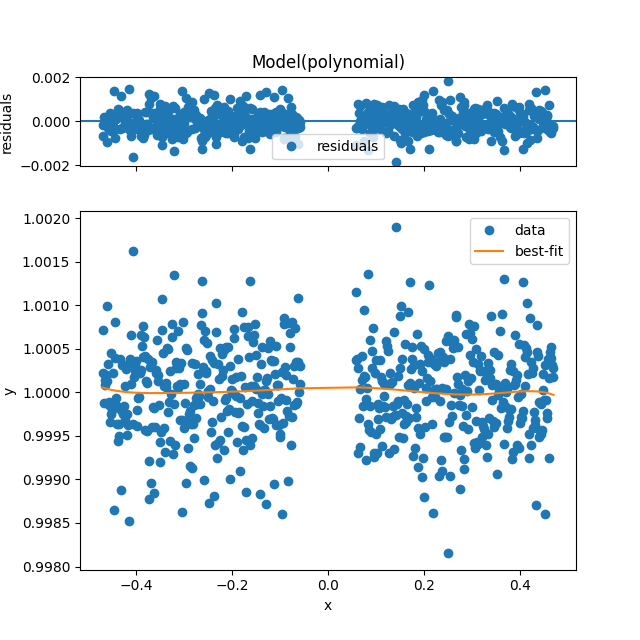 Model(polynomial)
residuals
0.002
0.000
−0.002
residuals
1.0020
1.0015
1.0010
1.0005
1.0000
0.9995
0.9990
0.9985
0.9980
y
data
best-fit
−0.4
−0.2
0.0
0.2
0.4
x